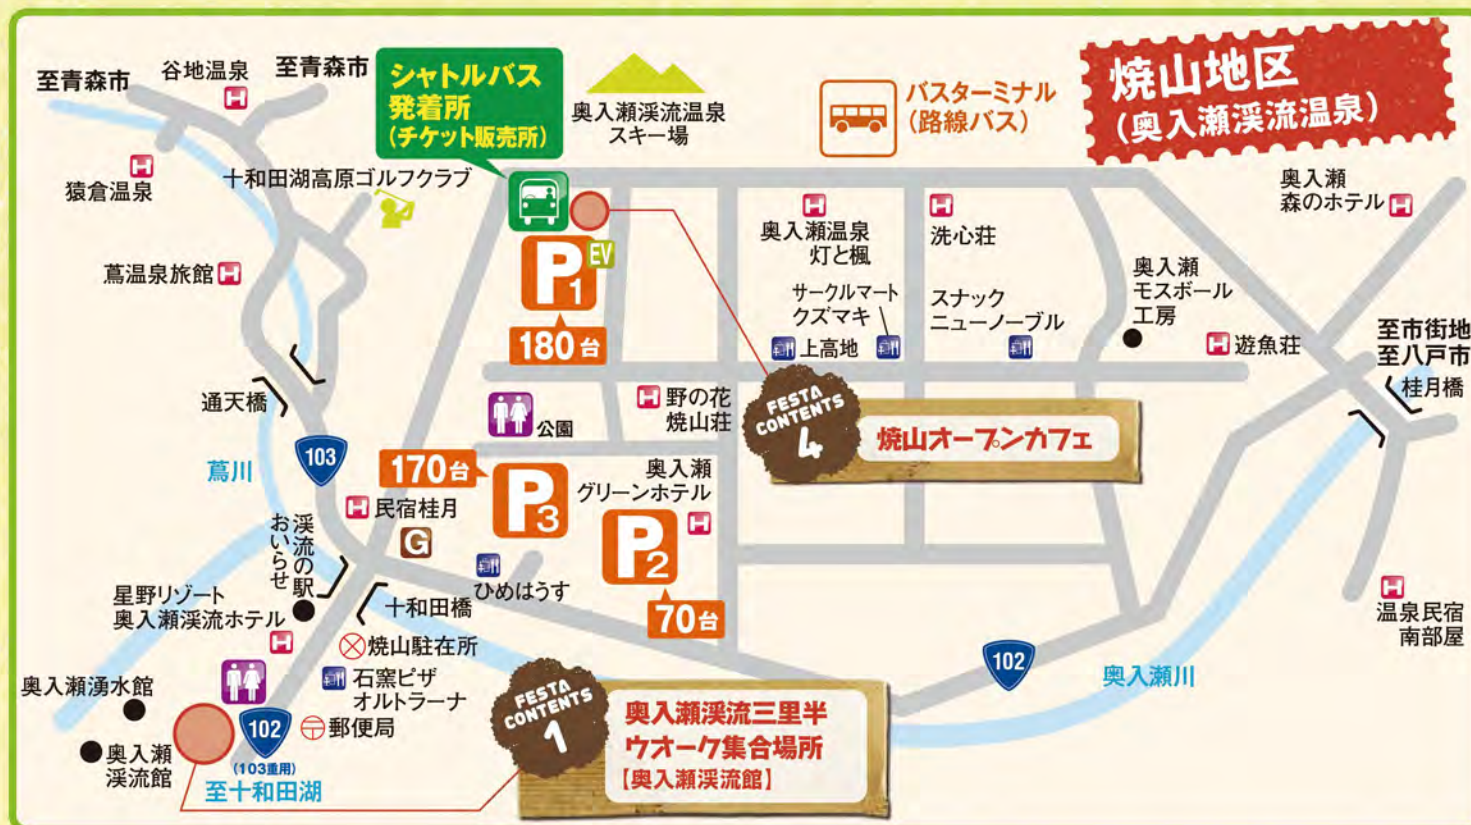 焼山地区
(奥入瀬渓流温泉)
至青森市
谷地温泉
至青森市
シャトルバス
発着所
(チケット販売所)
奥入瀬渓流温泉
スキー場
バスターミナル
(路線バス)
猿倉温泉
十和田湖高原ゴルフクラブ
奥入瀬
森のホテル
奥入瀬温泉
灯と楓
洗心荘
蔦温泉旅館
P1
EV
180台
サークルマート
クズマキ
上高地
スナック
ニューノーブル
奥入瀬
モスボール
工房
遊魚荘
至市街地
至八戸市
桂月橋
通天橋
公園
野の花
焼山荘
FESTA
CONTENTS
4
焼山オープンカフェ
蔦川
103
170台
P3
奥入瀬
グリーンホテル
P2
70台
民宿桂月
G
渓流の駅
おいらせ
ひめはうす
星野リゾート
奥入瀬渓流ホテル
十和田橋
焼山駐在所
石窯ピザ
オルトラーナ
郵便局
奥入瀬湧水館
奥入瀬
渓流館
102
(103重用)
至十和田湖
FESTA
CONTENTS
1
奥入瀬渓流三里半
ウオーク集合場所
【奥入瀬渓流館】
102
奥入瀬川
温泉民宿
南部屋
H
H
H
H
H
H
H
H
H
H
H
H
H